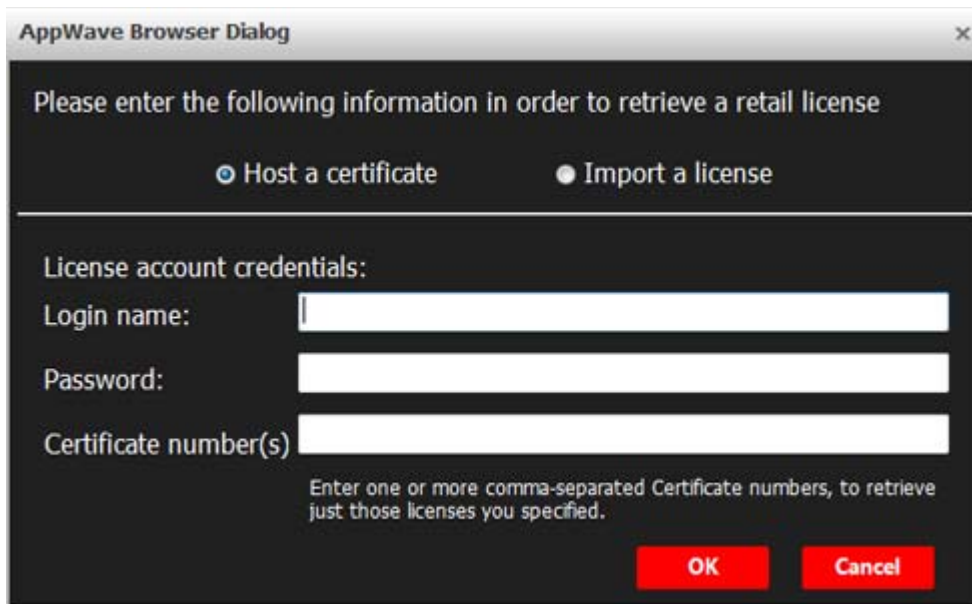 AppWave Browser Dialog
Please enter the following information in order to retrieve a retail license
Host a certificate
Import a license
License account credentials:
Login name:
Password:
Certificate number(s)
Enter one or more comma-separated Certificate numbers, to retrieve
just those licenses you specified.
OK
Cancel